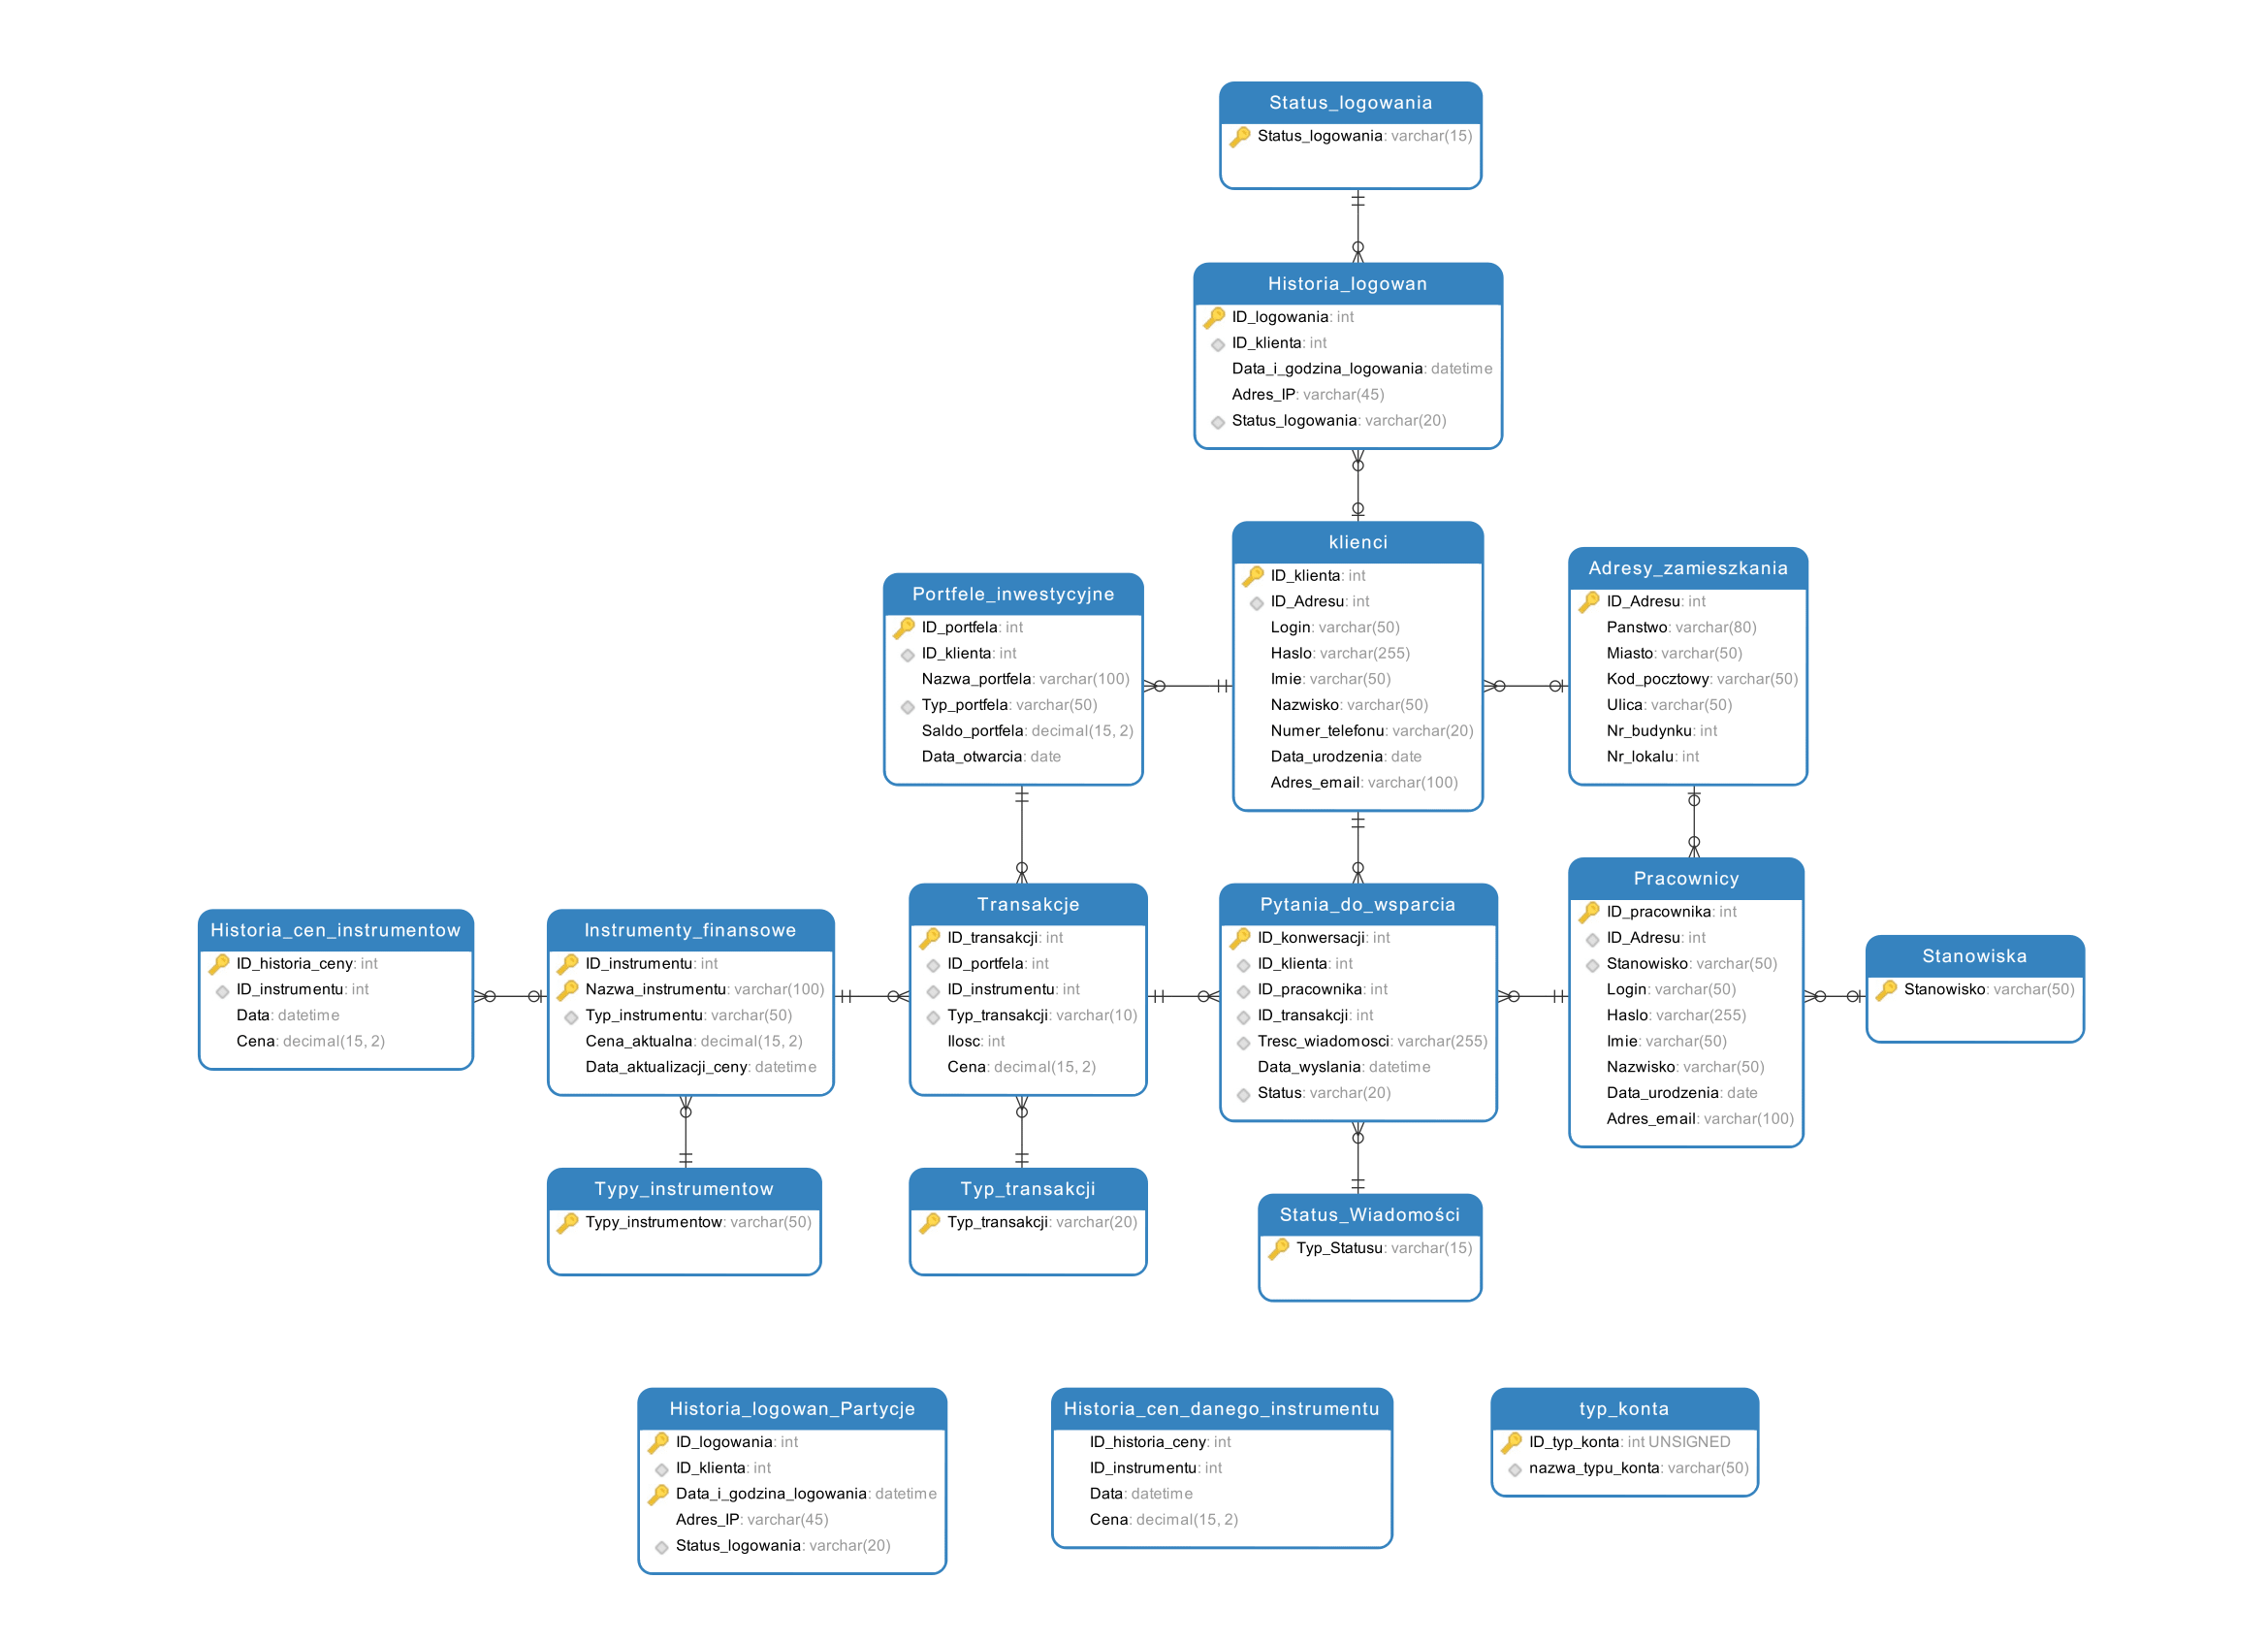 Status_logowania
Status_logowania: varchar(15)
Historia_logowan
ID_logowania: int
ID_klienta: int
Data_i_godzina_logowania: datetime
Adres_IP: varchar(45)
Status_logowania: varchar(20)
klienci
ID_klienta: int
ID_Adresu: int
Login: varchar(50)
Haslo: varchar(255)
Imie: varchar(50)
Nazwisko: varchar(50)
Numer_telefonu: varchar(20)
Data_urodzenia: date
Adres_email: varchar(100)
Adresy_zamieszkania
ID_Adresu: int
Panstwo: varchar(80)
Miasto: varchar(50)
Kod_pocztowy: varchar(50)
Ulica: varchar(50)
Nr_budynku: int
Nr_lokalu: int
Portfele_inwestycyjne
ID_portfela: int
ID_klienta: int
Nazwa_portfela: varchar(100)
Typ_portfela: varchar(50)
Saldo_portfela: decimal(15, 2)
Data_otwarcia: date
Historia_cen_instrumentow
ID_historia_ceny: int
ID_instrumentu: int
Data: datetime
Cena: decimal(15, 2)
Instrumenty_finansowe
ID_instrumentu: int
Nazwa_instrumentu: varchar(100)
Typ_instrumentu: varchar(50)
Cena_aktualna: decimal(15, 2)
Data_aktualizacji_ceny: datetime
Transakcje
ID_transakcji: int
ID_portfela: int
ID_instrumentu: int
Typ_transakcji: varchar(10)
Ilosc: int
Cena: decimal(15, 2)
Pytania_do_wsparcia
ID_konwersacji: int
ID_klienta: int
ID_pracownika: int
ID_transakcji: int
Tresc_wiadomosci: varchar(255)
Data_wyslania: datetime
Status: varchar(20)
Pracownicy
ID_pracownika: int
ID_Adresu: int
Stanowisko: varchar(50)
Login: varchar(50)
Haslo: varchar(255)
Imie: varchar(50)
Nazwisko: varchar(50)
Data_urodzenia: date
Adres_email: varchar(100)
Stanowiska
Stanowisko: varchar(50)
Typy_instrumentow
Typy_instrumentow: varchar(50)
Typ_transakcji
Typ_transakcji: varchar(20)
Status_Wiadomości
Typ_Statusu: varchar(15)
Historia_logowan_Partycje
ID_logowania: int
ID_klienta: int
Data_i_godzina_logowania: datetime
Adres_IP: varchar(45)
Status_logowania: varchar(20)
Historia_cen_danego_instrumentu
ID_historia_ceny: int
ID_instrumentu: int
Data: datetime
Cena: decimal(15, 2)
typ_konta
ID_typ_konta: int UNSIGNED
nazwa_typu_konta: varchar(50)